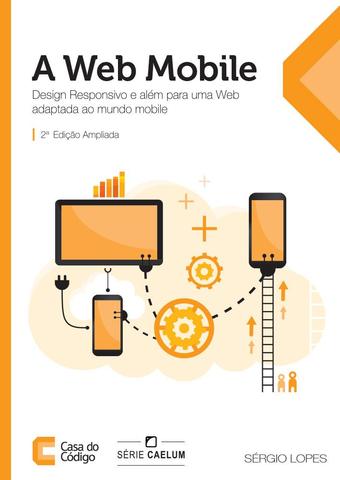 A Web Mobile
Design Responsivo e além para uma Web
adaptada ao mundo mobile
2ª Edição Ampliada
Casa do
Código
SÉRIE CAELUM
SÉRGIO LOPES